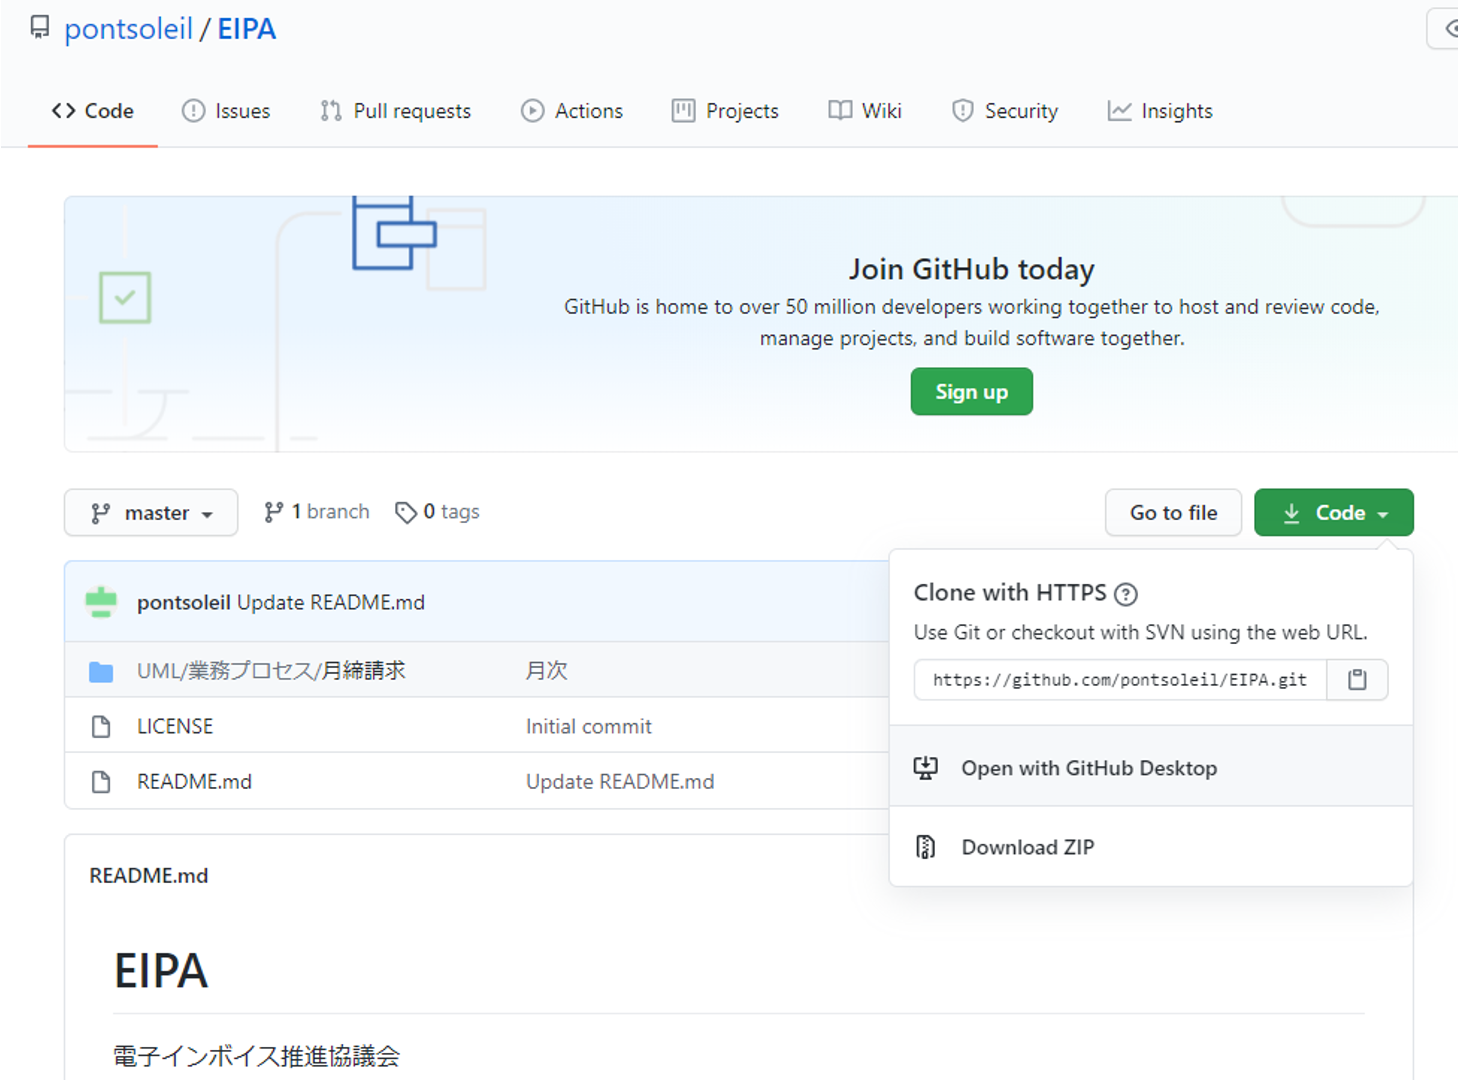 pontsoleil / EIPA
Code Issues Pull requests Actions Projects Wiki Security Insights
Join GitHub today
GitHub is home to over 50 million developers working together to host and review code,
manage projects, and build software together.
Sign up
master 1 branch 0 tags Go to file Code
pontsoleil Update README.md
UML/業務プロセス/月締請求 月次
LICENSE Initial commit
README.md Update README.md
Clone with HTTPS
Use Git or checkout with SVN using the web URL.
https://github.com/pontsoleil/EIPA.git
Open with GitHub Desktop
Download ZIP
README.md
EIPA
電子インボイス推進協議会